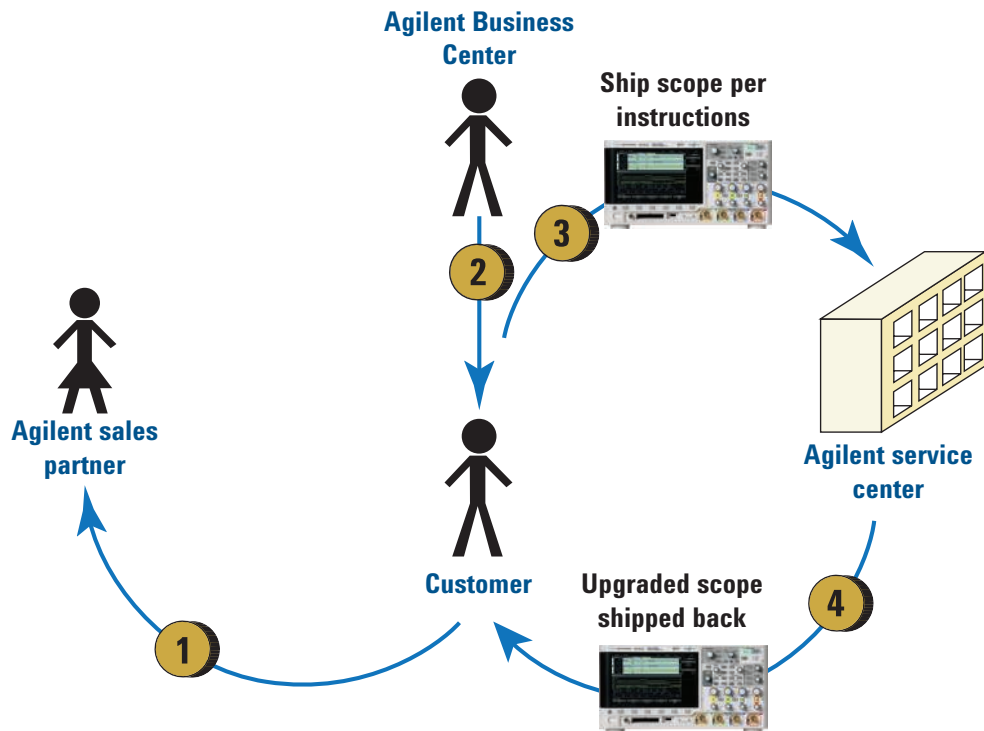 Agilent Business
Center
Ship scope per
instructions
3
2
Agilent sales
partner
Agilent service
center
Customer
Upgraded scope
shipped back
4
1